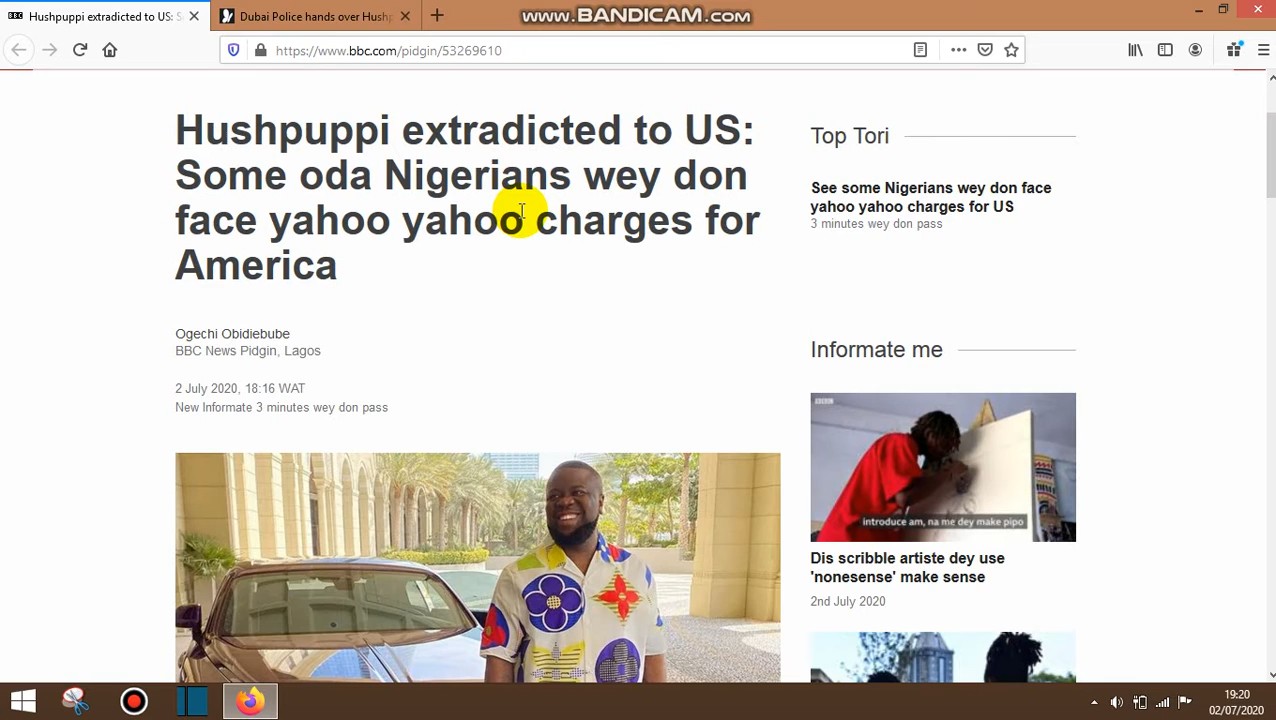 Hushpuppi extradicted to US: S
Dubai Police hands over Hushp
www.BANDICAM.com
https://www.bbc.com/pidgin/53269610
Hushpuppi extradicted to US:
Some oda Nigerians wey don
face yahoo yahoo charges for
America
Ogechi Obidiebube
BBC News Pidgin, Lagos
2 July 2020, 18:16 WAT
New Informate 3 minutes wey don pass
Top Tori
See some Nigerians wey don face
yahoo yahoo charges for US
3 minutes wey don pass
Informate me
BBC
introduce am, na me dey make pipo
Dis scribble artiste dey use
'nonesense' make sense
2nd July 2020
19:20
02/07/2020